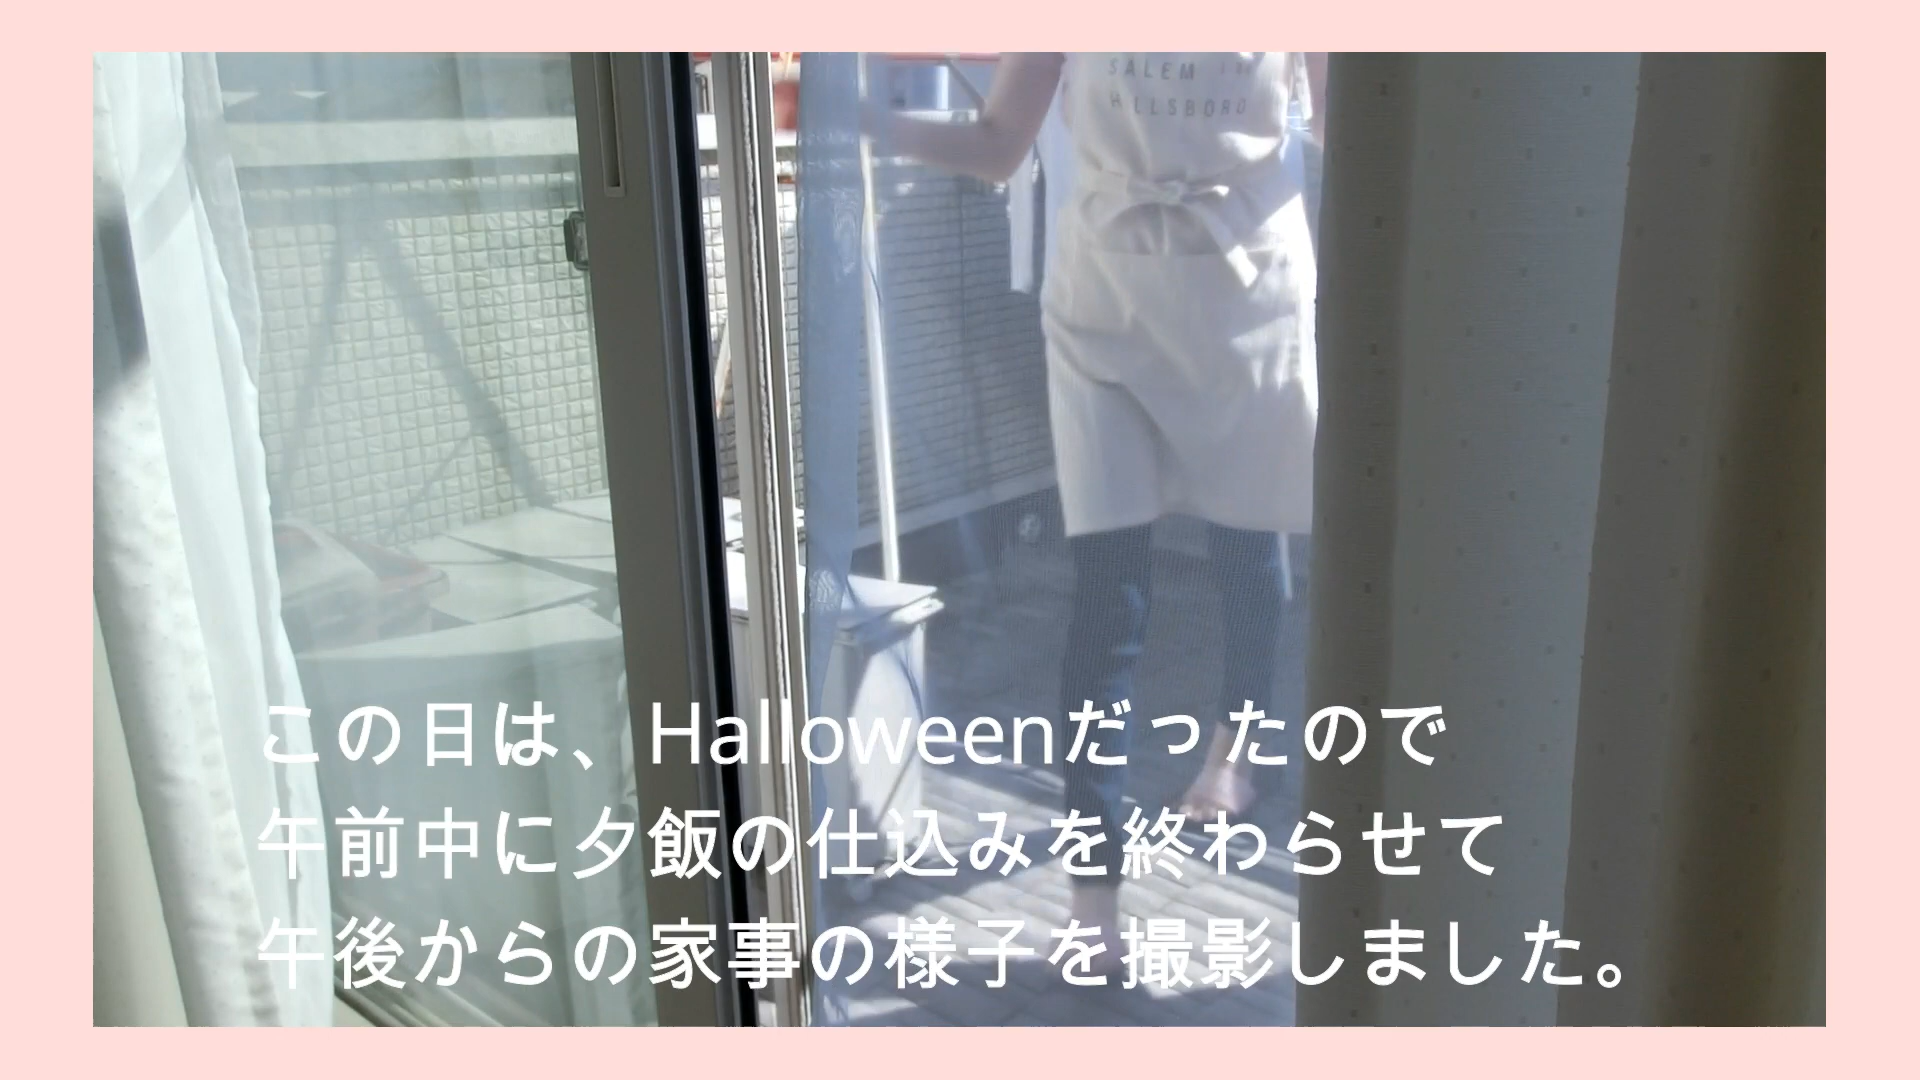 SALEM
HILLSBORO
この日は、Halloweenだったので
午前中に夕飯の仕込みを終わらせて
午後からの家事の様子を撮影しました。